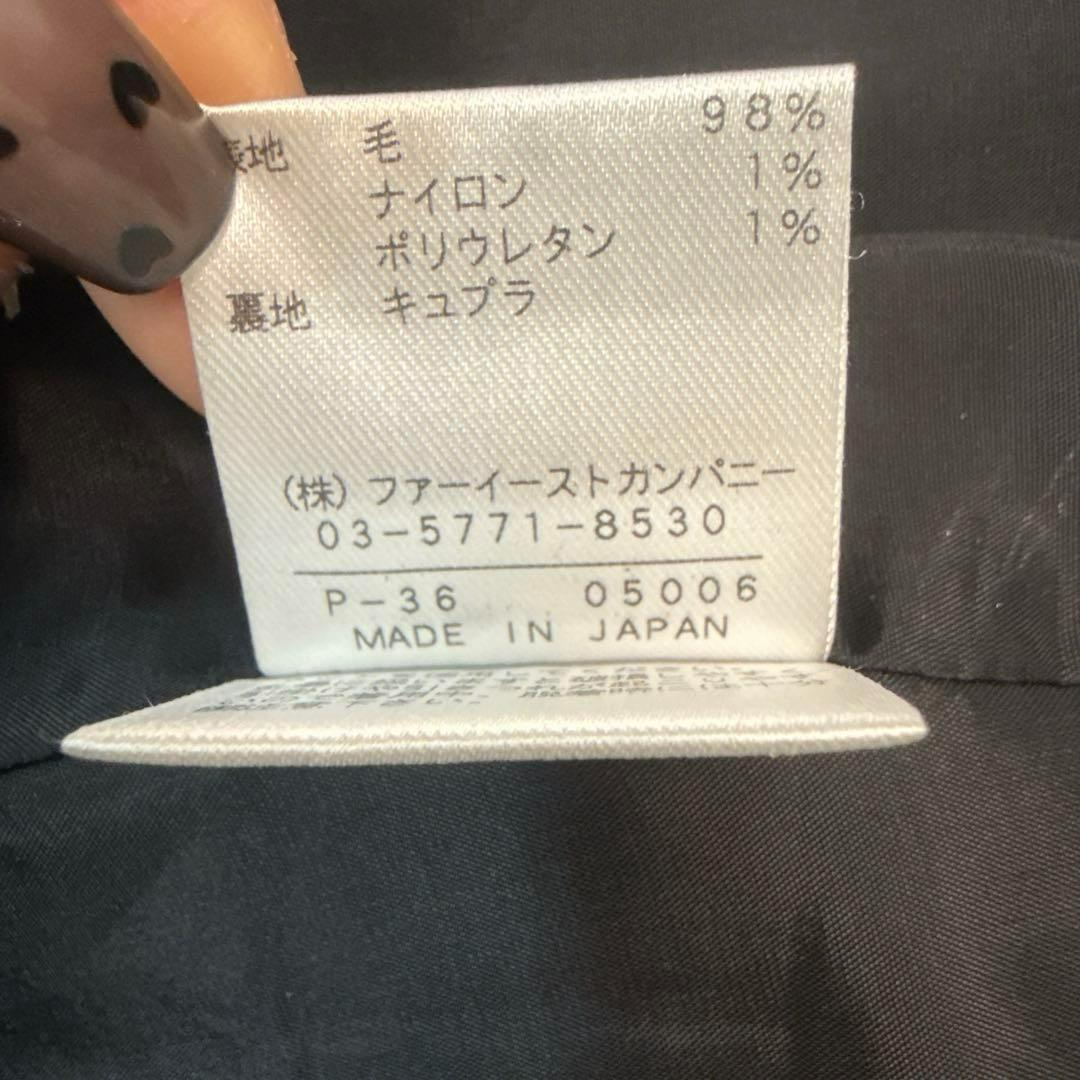 表地 毛 98%
ナイロン 1%
ポリウレタン 1%
裏地 キュプラ
(株) ファーイーストカンパニー
03-5771-8530
P-36 05006
MADE IN JAPAN